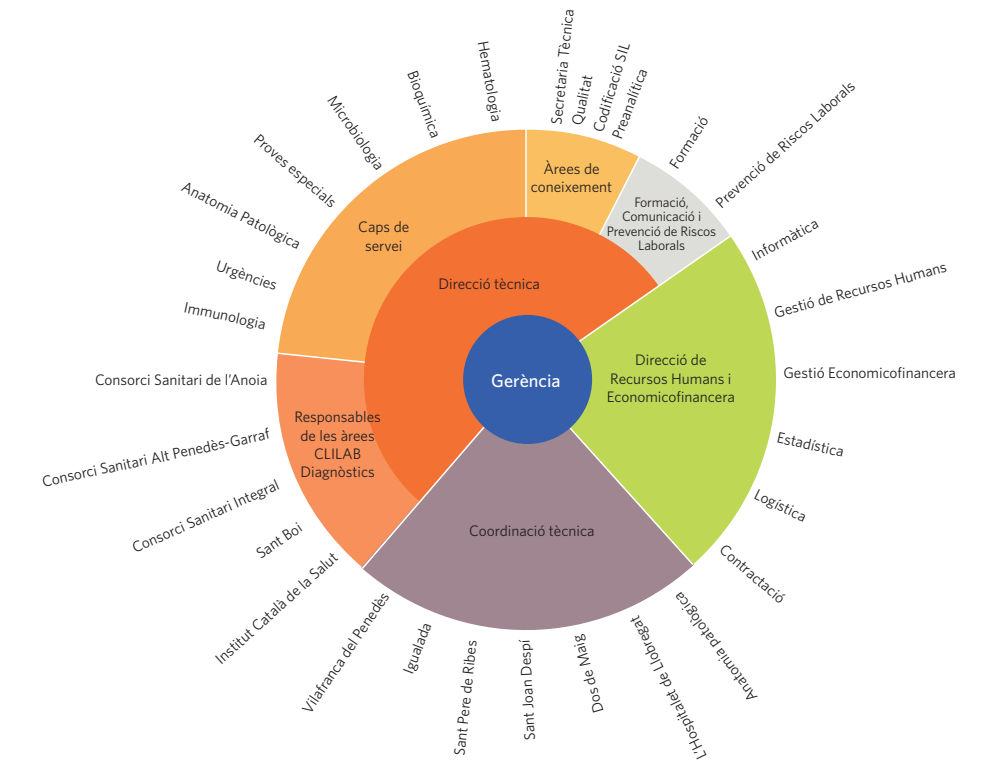 Gerència
Direcció tècnica
Caps de
servei
Immunologia
Urgències
Anatomia Patològica
Proves especials
Microbiologia
Bioquímica
Hematologia
Àrees de
coneixement
Secretaria Tècnica
Qualitat
Codificació SIL
Preanalítica
Formació,
Comunicació i
Prevenció de Riscos
Laborals
Formació
Prevenció de Riscos Laborals
Direcció de
Recursos Humans i
Economicofinancera
Informàtica
Gestió de Recursos Humans
Gestió Economicofinancera
Estadística
Logística
Contractació
Coordinació tècnica
Anatomia patològica
L'Hospitalet de Llobregat
Dos de Maig
Sant Joan Despí
Sant Pere de Ribes
Igualada
Vilafranca del Penedès
Responsables
de les àrees
CLILAB
Diagnòstics
Institut Català de la Salut
Sant Boi
Consorci Sanitari Integral
Consorci Sanitari Alt Penedès-Garraf
Consorci Sanitari de l'Anoia